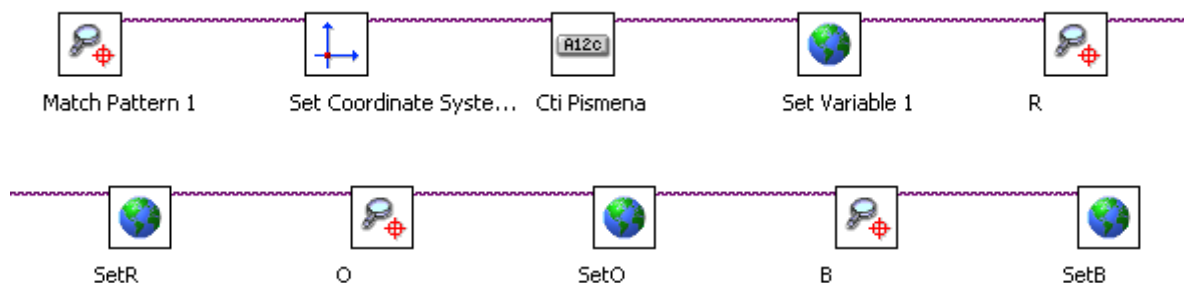 A12c
Match Pattern 1 Set Coordinate Syste... Cti Pismena Set Variable 1 R
SetR O SetO B SetB